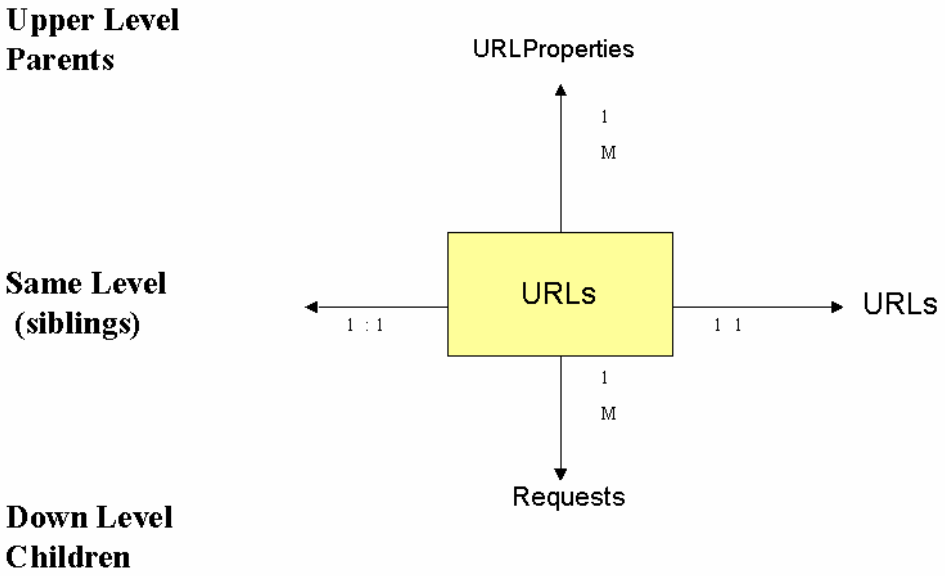 Upper Level
Parents
URLProperties
1
M
Same Level
(siblings)
1 : 1
URLs
1 1
URLs
1
M
Requests
Down Level
Children